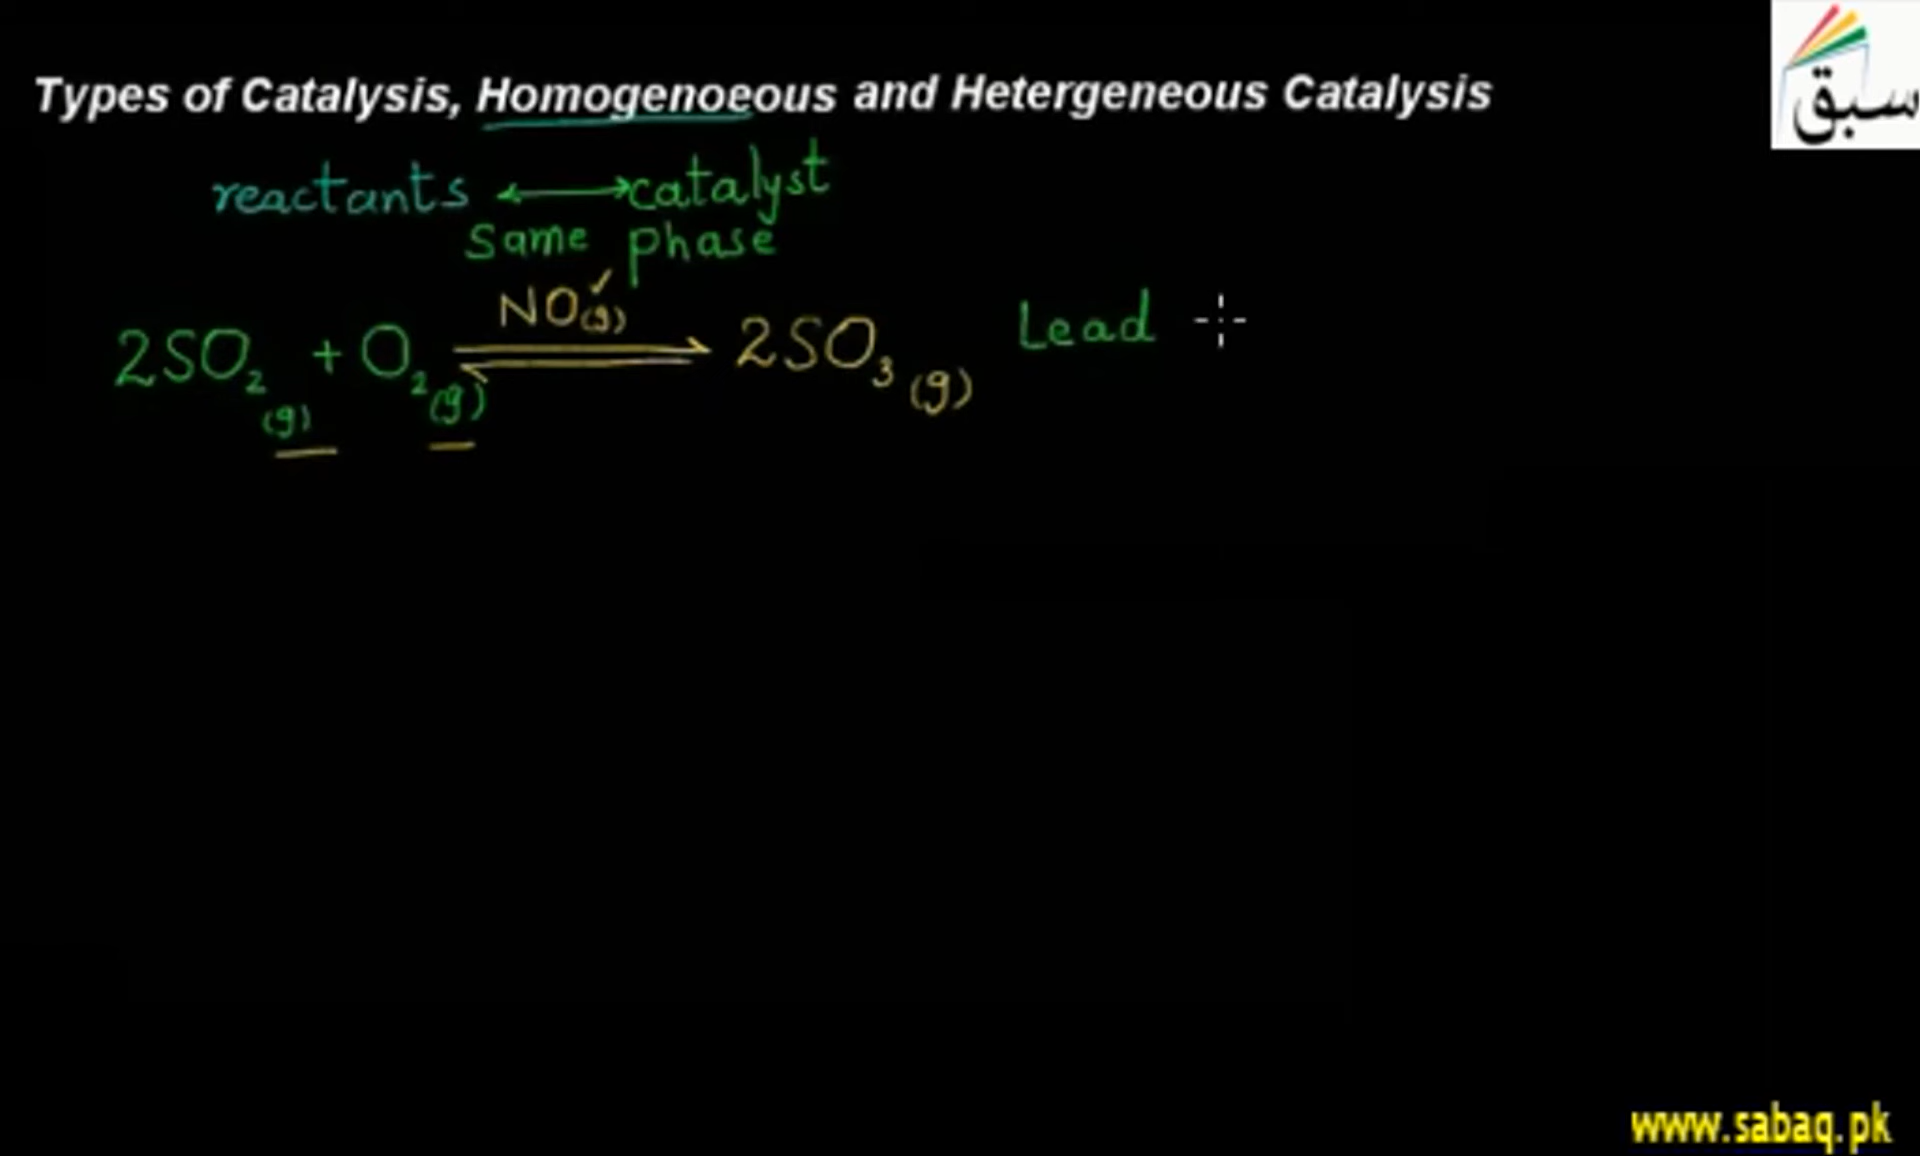 Types of Catalysis, Homogenoeous and Hetergeneous Catalysis
سبق
reactants ⟷ catalyst
same phase
2SO₂(g) + O₂(g) ⇌ NO(g) ✓ 2SO₃(g) Lead
www.sabaq.pk